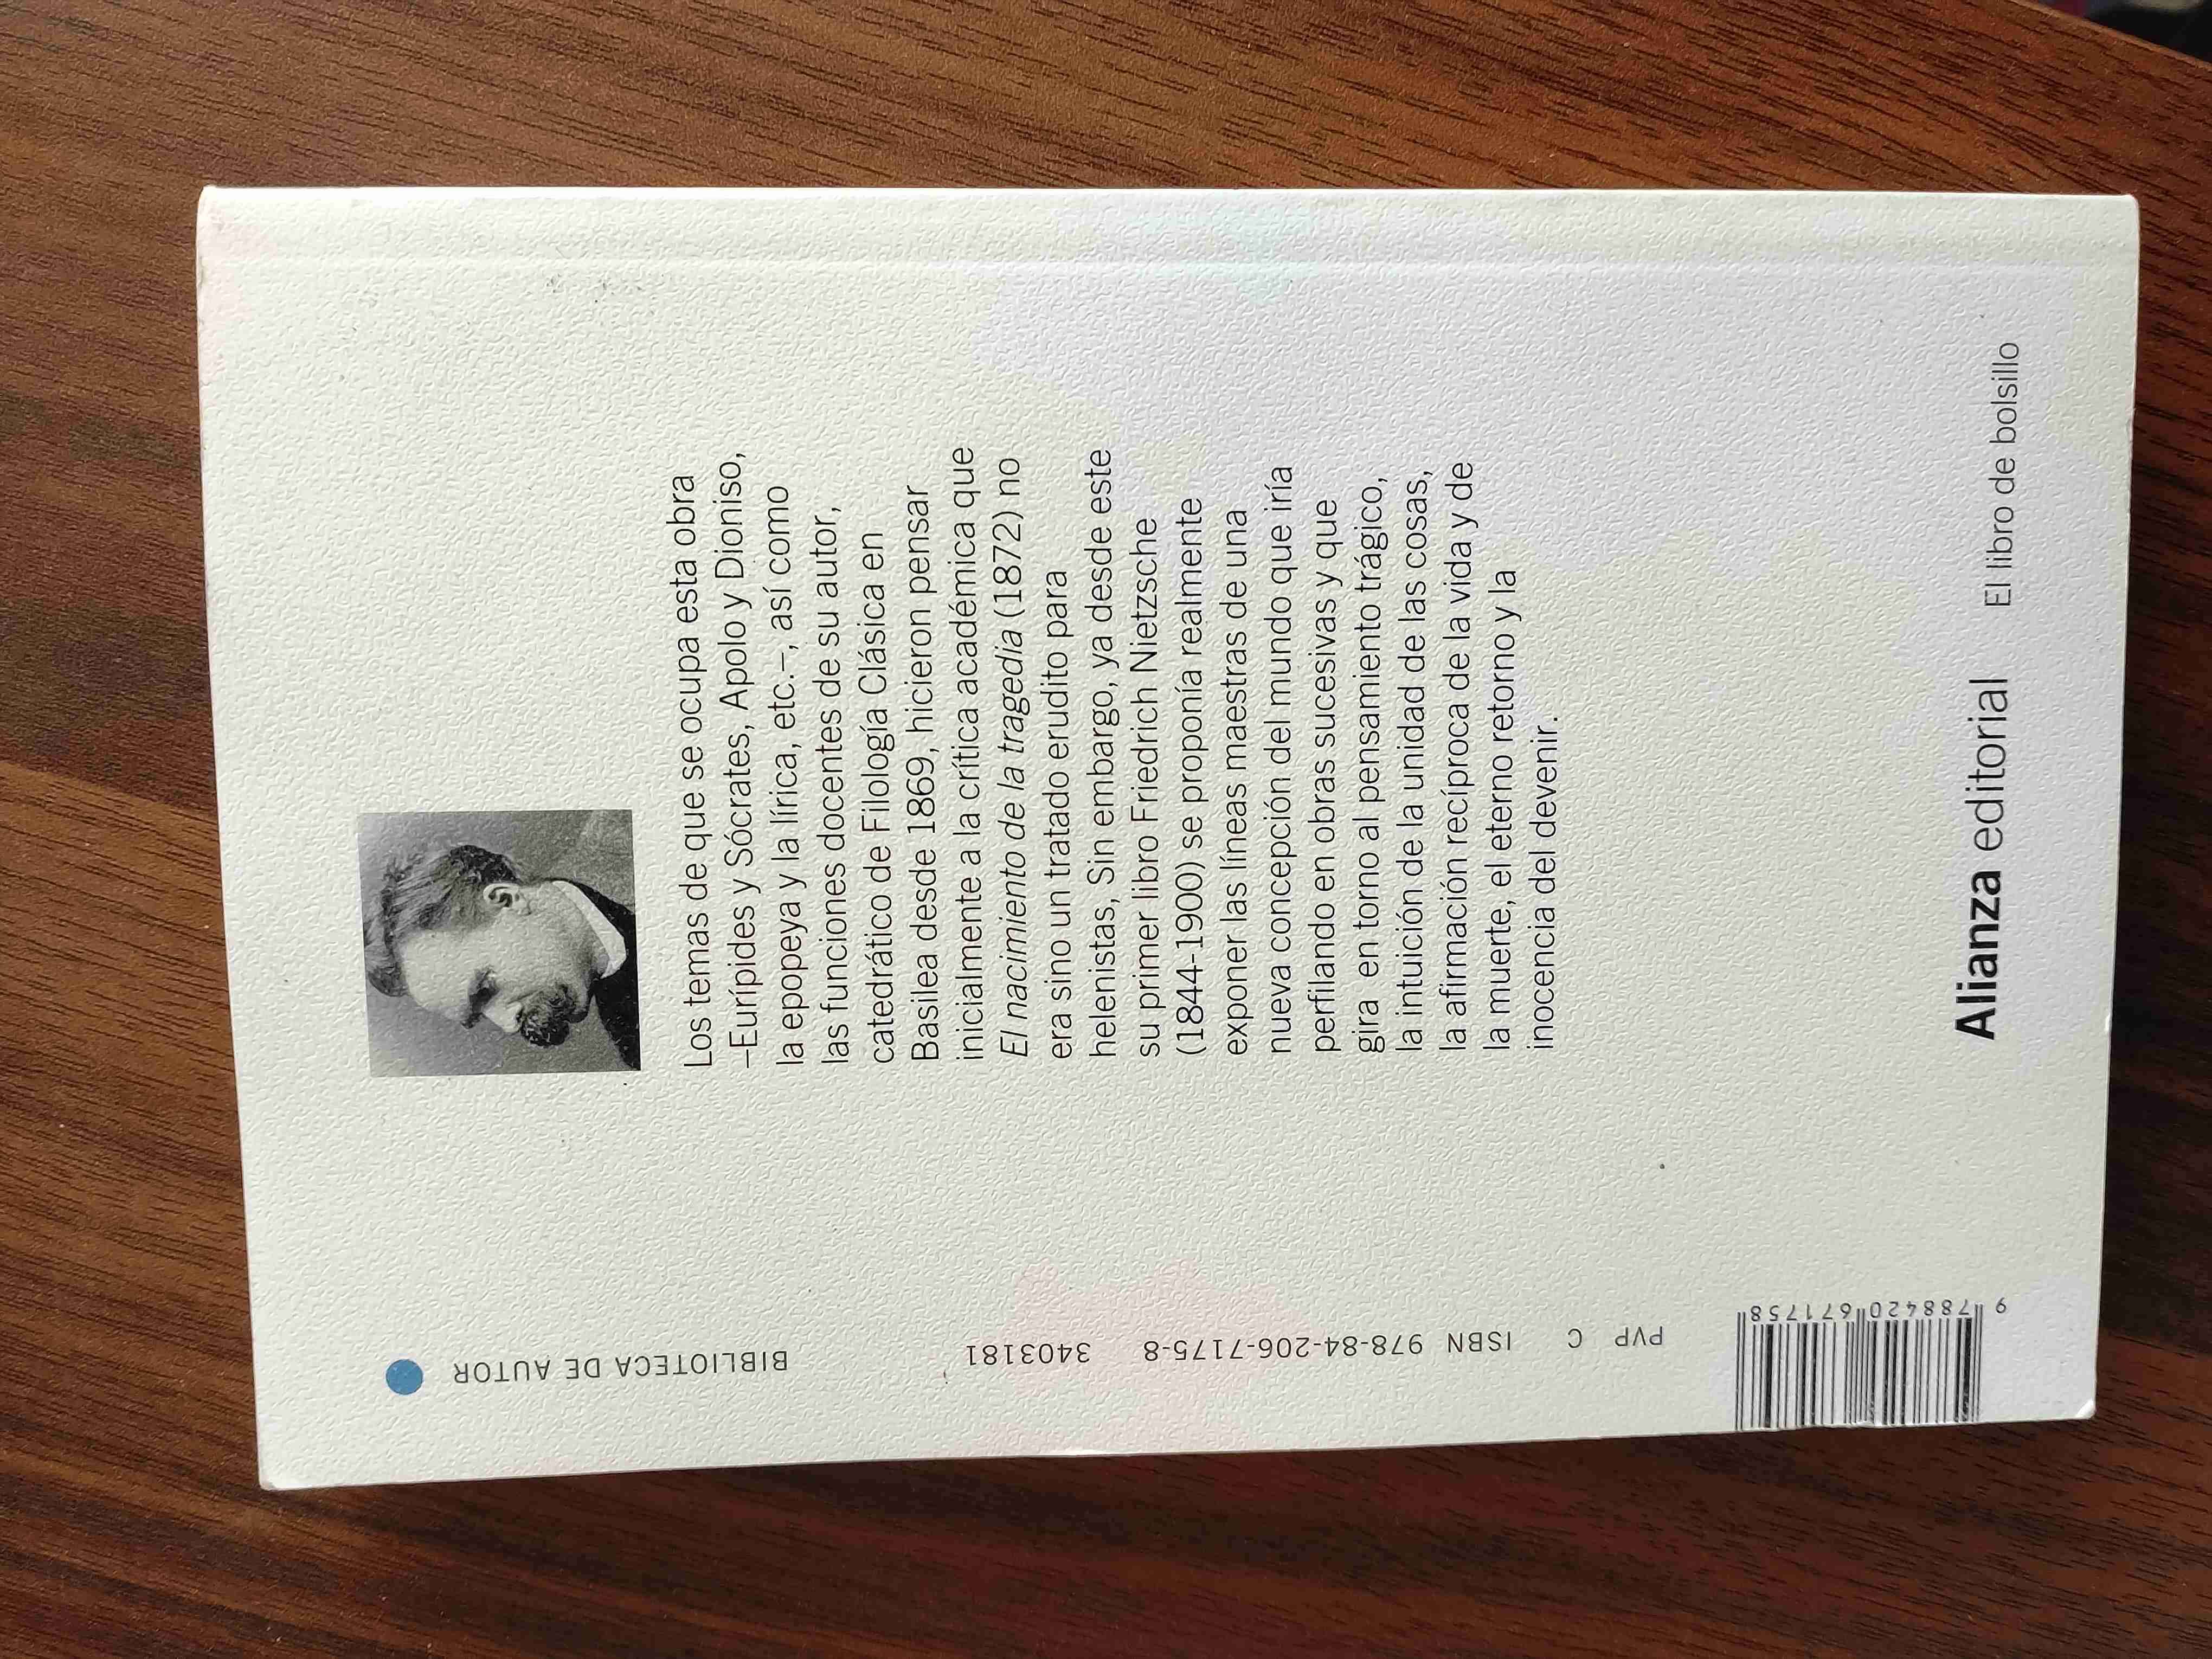 Los temas de que se ocupa esta obra
–Eurípides y Sócrates, Apolo y Dioniso,
la epopeya y la lírica, etc.–, así como
las funciones docentes de su autor,
catedrático de Filología Clásica en
Basilea desde 1869, hicieron pensar
inicialmente a la crítica académica que
El nacimiento de la tragedia (1872) no
era sino un tratado erudito para
helenistas, Sin embargo, ya desde este
su primer libro Friedrich Nietzsche
(1844-1900) se proponía realmente
exponer las líneas maestras de una
nueva concepción del mundo que iría
perfilando en obras sucesivas y que
gira en torno al pensamiento trágico,
la intuición de la unidad de las cosas,
la afirmación recíproca de la vida y de
la muerte, el eterno retorno y la
inocencia del devenir.
Alianza editorial El libro de bolsillo
PVP C ISBN 978-84-206-7175-8 3403181 BIBLIOTECA DE AUTOR
9 788420 671758